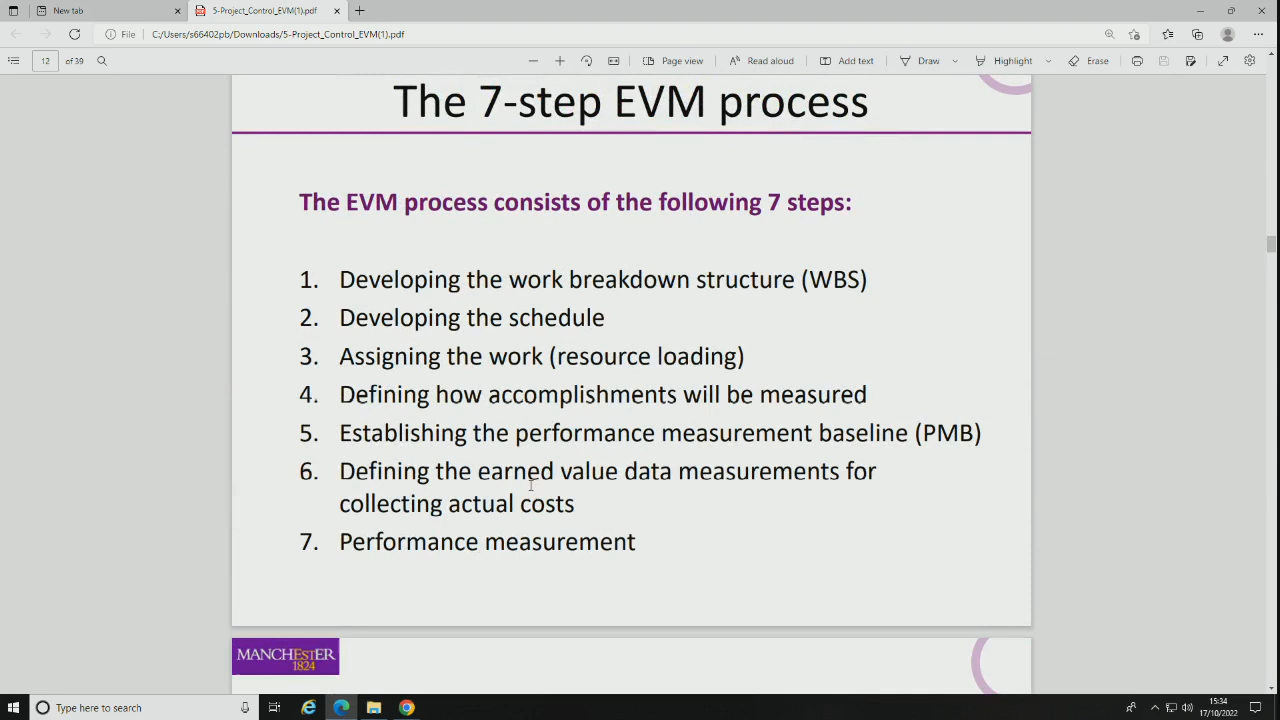 New tab
5-Project_Control_EVM(1).pdf
File
C:/Users/s66402pb/Downloads/5-Project_Control_EVM(1).pdf
12 of 39
Page view
Read aloud
Add text
Draw
Highlight
Erase
The 7-step EVM process
The EVM process consists of the following 7 steps:
1. Developing the work breakdown structure (WBS)
2. Developing the schedule
3. Assigning the work (resource loading)
4. Defining how accomplishments will be measured
5. Establishing the performance measurement baseline (PMB)
6. Defining the earned value data measurements for
collecting actual costs
7. Performance measurement
MANCHESTER
1824
Type here to search
15:34
17/10/2022